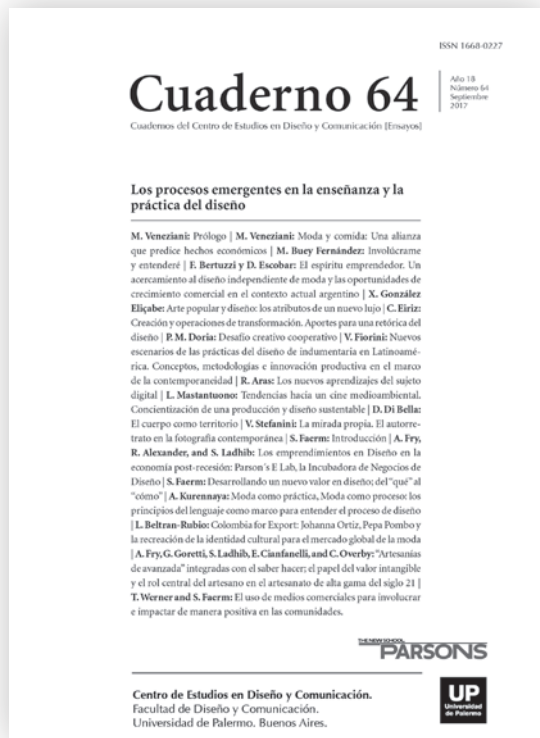 ISSN 1668-0227
Cuaderno 64
Año 18
Número 64
Septiembre
2017
Cuadernos del Centro de Estudios en Diseño y Comunicación [Ensayos]
Los procesos emergentes en la enseñanza y la
práctica del diseño
M. Veneziani: Prólogo | M. Veneziani: Moda y comida: Una alianza
que predice hechos económicos | M. Buey Fernández: Involúcrame
y entenderé | F. Bertuzzi y D. Escobar: El espíritu emprendedor. Un
acercamiento al diseño independiente de moda y las oportunidades de
crecimiento comercial en el contexto actual argentino | X. González
Eliçabe: Arte popular y diseño: los atributos de un nuevo lujo | C. Eiriz:
Creación y operaciones de transformación. Aportes para una retórica del
diseño | P. M. Doria: Desafío creativo cooperativo | V. Fiorini: Nuevos
escenarios de las prácticas del diseño de indumentaria en Latinoamé-
rica. Conceptos, metodologías e innovación productiva en el marco
de la contemporaneidad | R. Aras: Los nuevos aprendizajes del sujeto
digital | L. Mastantuono: Tendencias hacia un cine medioambiental.
Concientización de una producción y diseño sustentable | D. Di Bella:
El cuerpo como territorio | V. Stefanini: La mirada propia. El autorre-
trato en la fotografía contemporánea | S. Faerm: Introducción | A. Fry,
R. Alexander, and S. Ladhib: Los emprendimientos en Diseño en la
economía post-recesión: Parson´s E Lab, la Incubadora de Negocios de
Diseño | S. Faerm: Desarrollando un nuevo valor en diseño; del "qué" al
"cómo" | A. Kurennaya: Moda como práctica, Moda como proceso: los
principios del lenguaje como marco para entender el proceso de diseño
| L. Beltran-Rubio: Colombia for Export: Johanna Ortiz, Pepa Pombo y
la recreación de la identidad cultural para el mercado global de la moda
| A. Fry, G. Goretti, S. Ladhib, E. Cianfanelli, and C. Overby: "Artesanías
de avanzada" integradas con el saber hacer; el papel del valor intangible
y el rol central del artesano en el artesanato de alta gama del siglo 21 |
T. Werner and S. Faerm: El uso de medios comerciales para involucrar
e impactar de manera positiva en las comunidades.
THE NEW SCHOOL
PARSONS
Centro de Estudios en Diseño y Comunicación.
Facultad de Diseño y Comunicación.
Universidad de Palermo. Buenos Aires.
UP
Universidad
de Palermo